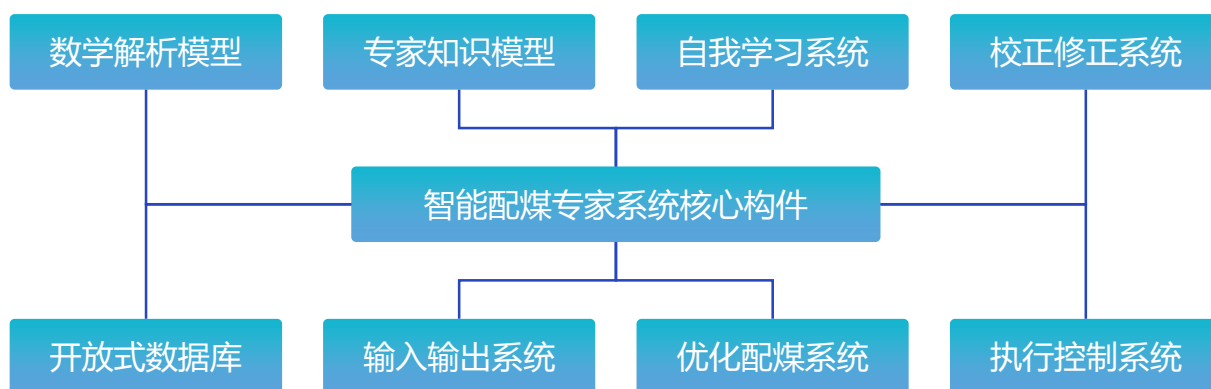 数学解析模型
专家知识模型
自我学习系统
校正修正系统
智能配煤专家系统核心构件
开放式数据库
输入输出系统
优化配煤系统
执行控制系统